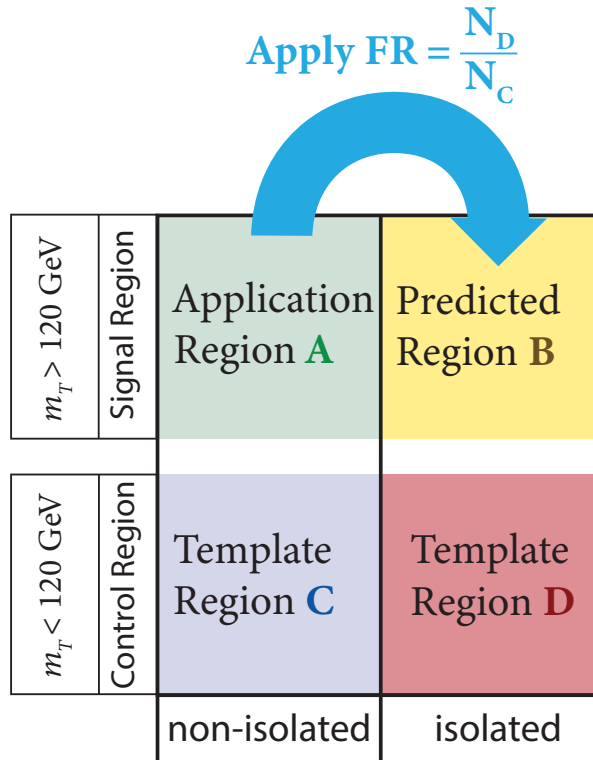 Apply FR = N_D / N_C
m_T > 120 GeV
Signal Region
Application
Region A
Predicted
Region B
m_T < 120 GeV
Control Region
Template
Region C
Template
Region D
non-isolated
isolated